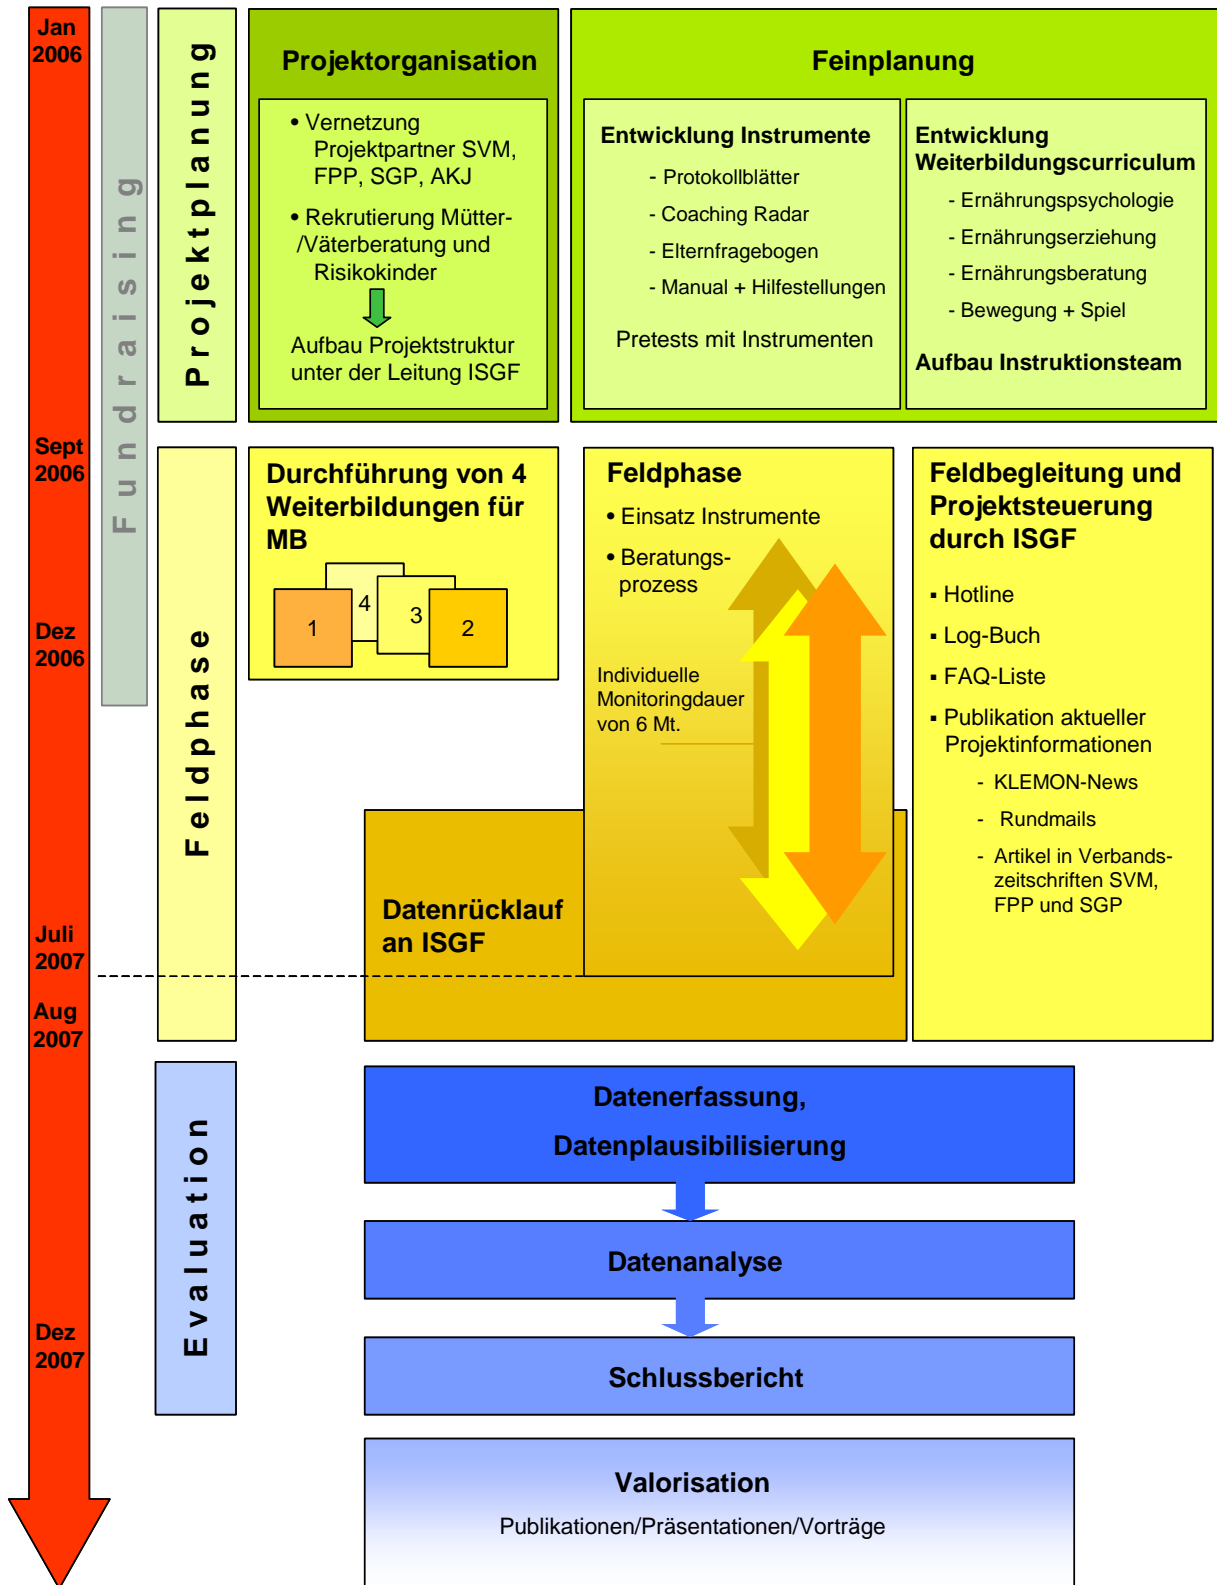 Jan
2006
Sept
2006
Dez
2006
Juli
2007
Aug
2007
Dez
2007
Fundraising
Projektplanung
Projektorganisation
• Vernetzung
Projektpartner SVM,
FPP, SGP, AKJ
• Rekrutierung Mütter-
/Väterberatung und
Risikokinder
Aufbau Projektstruktur
unter der Leitung ISGF
Feinplanung
Entwicklung Instrumente
- Protokollblätter
- Coaching Radar
- Elternfragebogen
- Manual + Hilfestellungen
Pretests mit Instrumenten
Entwicklung
Weiterbildungscurriculum
- Ernährungspsychologie
- Ernährungserziehung
- Ernährungsberatung
- Bewegung + Spiel
Aufbau Instruktionsteam
Feldphase
Durchführung von 4
Weiterbildungen für
MB
1
4
3
2
Feldphase
• Einsatz Instrumente
• Beratungs-
prozess
Individuelle
Monitoringdauer
von 6 Mt.
Datenrücklauf
an ISGF
Feldbegleitung und
Projektsteuerung
durch ISGF
▪ Hotline
▪ Log-Buch
▪ FAQ-Liste
▪ Publikation aktueller
Projektinformationen
- KLEMON-News
- Rundmails
- Artikel in Verbands-
zeitschriften SVM,
FPP und SGP
Evaluation
Datenerfassung,
Datenplausibilisierung
Datenanalyse
Schlussbericht
Valorisation
Publikationen/Präsentationen/Vorträge